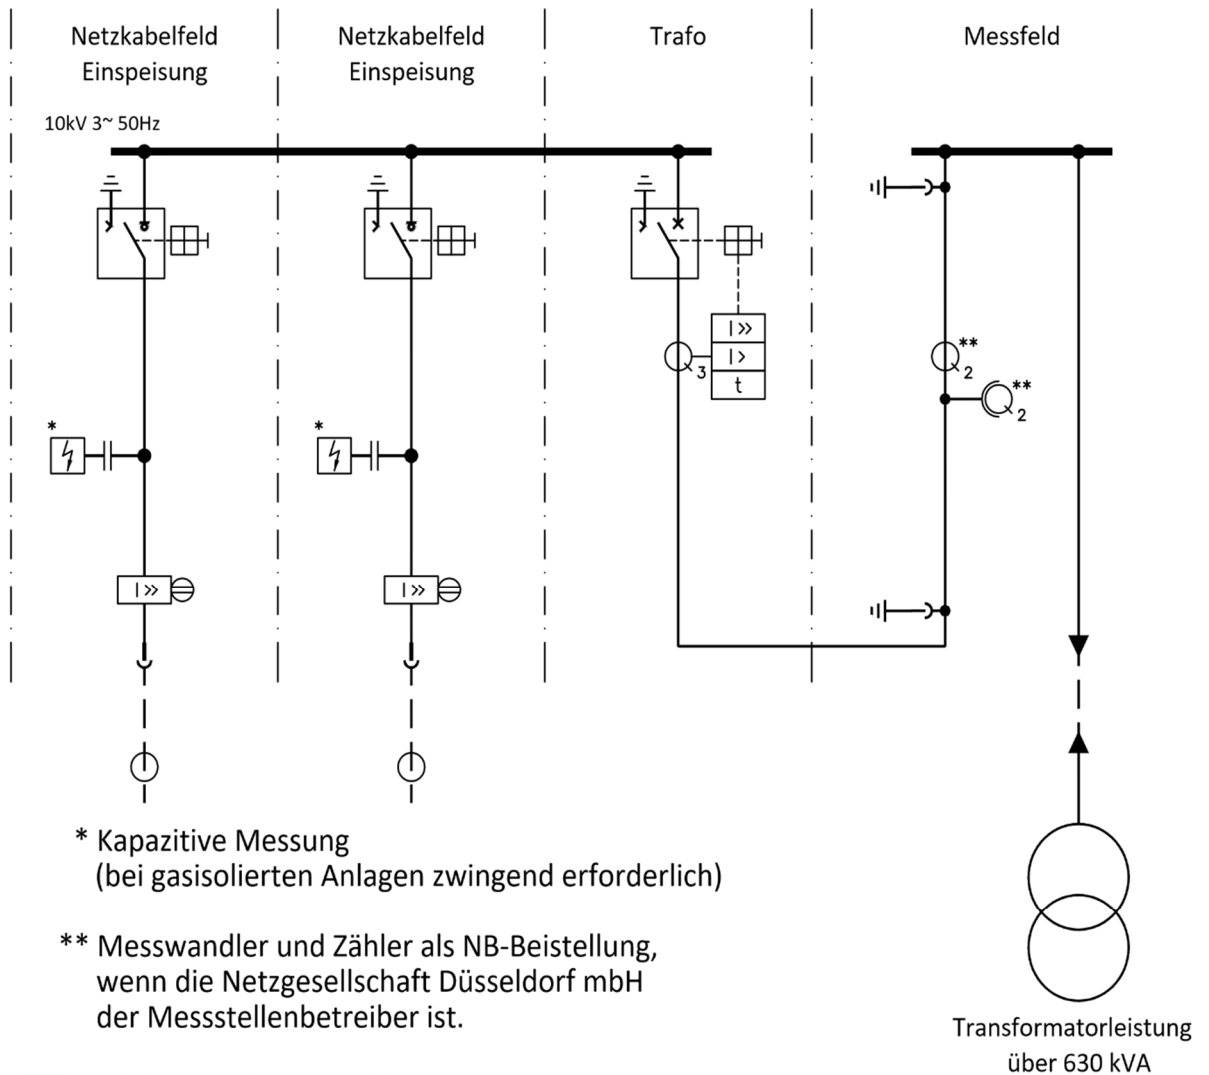 Netzkabelfeld
Einspeisung
Netzkabelfeld
Einspeisung
Trafo
Messfeld
10kV 3~ 50Hz
I >>
I >
t
3
**
2
**
2
*
*
I >>
I >>
* Kapazitive Messung
(bei gasisolierten Anlagen zwingend erforderlich)
** Messwandler und Zähler als NB-Beistellung,
wenn die Netzgesellschaft Düsseldorf mbH
der Messstellenbetreiber ist.
Transformatorleistung
über 630 kVA